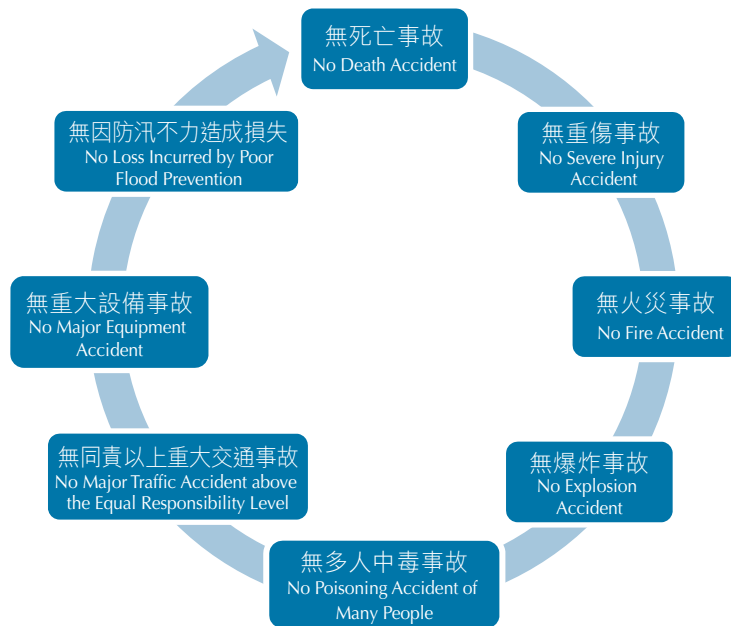 無死亡事故
No Death Accident
無重傷事故
No Severe Injury
Accident
無火災事故
No Fire Accident
無爆炸事故
No Explosion
Accident
無多人中毒事故
No Poisoning Accident of
Many People
無同責以上重大交通事故
No Major Traffic Accident above
the Equal Responsibility Level
無重大設備事故
No Major Equipment
Accident
無因防汛不力造成損失
No Loss Incurred by Poor
Flood Prevention